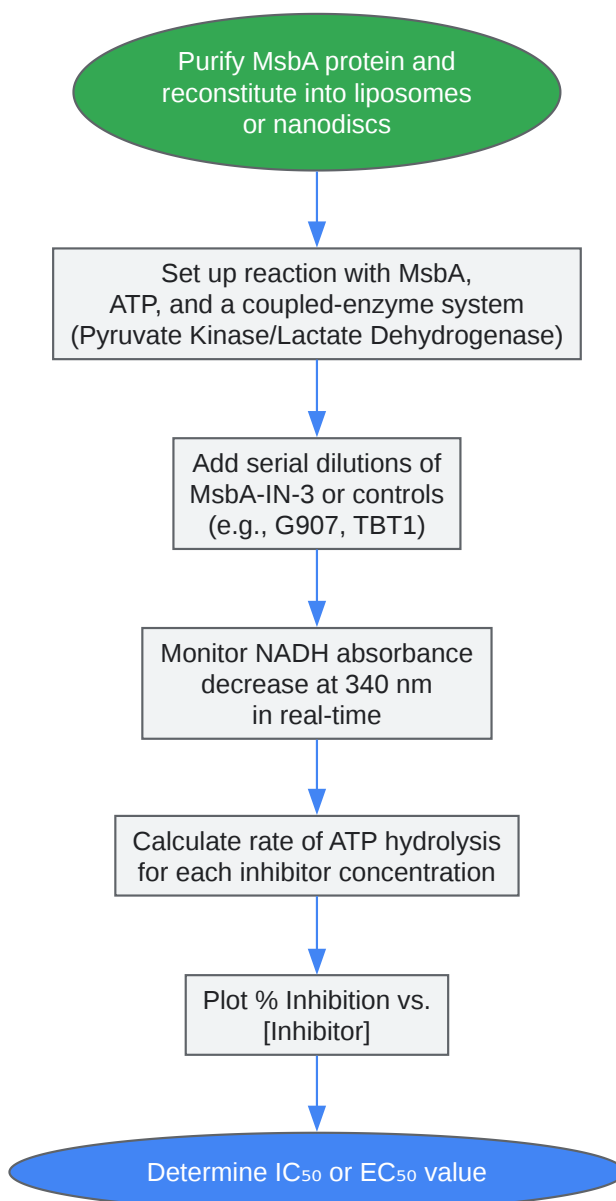 Purify MsbA protein and
reconstitute into liposomes
or nanodiscs
Set up reaction with MsbA,
ATP, and a coupled-enzyme system
(Pyruvate Kinase/Lactate Dehydrogenase)
Add serial dilutions of
MsbA-IN-3 or controls
(e.g., G907, TBT1)
Monitor NADH absorbance
decrease at 340 nm
in real-time
Calculate rate of ATP hydrolysis
for each inhibitor concentration
Plot % Inhibition vs.
[Inhibitor]
Determine IC₅₀ or EC₅₀ value